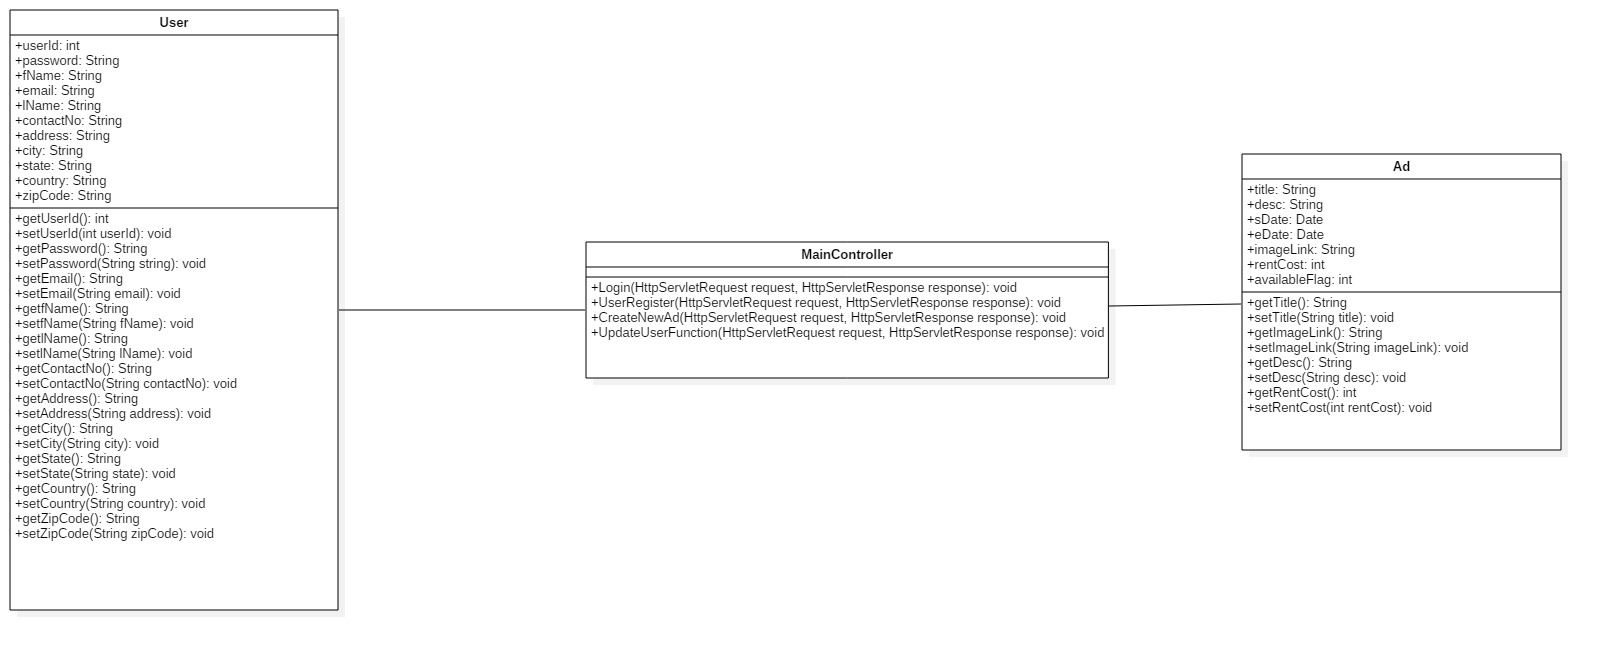 User
+userId: int
+password: String
+fName: String
+email: String
+lName: String
+contactNo: String
+address: String
+city: String
+state: String
+country: String
+zipCode: String
+getUserId(): int
+setUserId(int userId): void
+getPassword(): String
+setPassword(String string): void
+getEmail(): String
+setEmail(String email): void
+getfName(): String
+setfName(String fName): void
+getlName(): String
+setlName(String lName): void
+getContactNo(): String
+setContactNo(String contactNo): void
+getAddress(): String
+setAddress(String address): void
+getCity(): String
+setCity(String city): void
+getState(): String
+setState(String state): void
+getCountry(): String
+setCountry(String country): void
+getZipCode(): String
+setZipCode(String zipCode): void
MainController
+Login(HttpServletRequest request, HttpServletResponse response): void
+UserRegister(HttpServletRequest request, HttpServletResponse response): void
+CreateNewAd(HttpServletRequest request, HttpServletResponse response): void
+UpdateUserFunction(HttpServletRequest request, HttpServletResponse response): void
Ad
+title: String
+desc: String
+sDate: Date
+eDate: Date
+imageLink: String
+rentCost: int
+availableFlag: int
+getTitle(): String
+setTitle(String title): void
+getImageLink(): String
+setImageLink(String imageLink): void
+getDesc(): String
+setDesc(String desc): void
+getRentCost(): int
+setRentCost(int rentCost): void